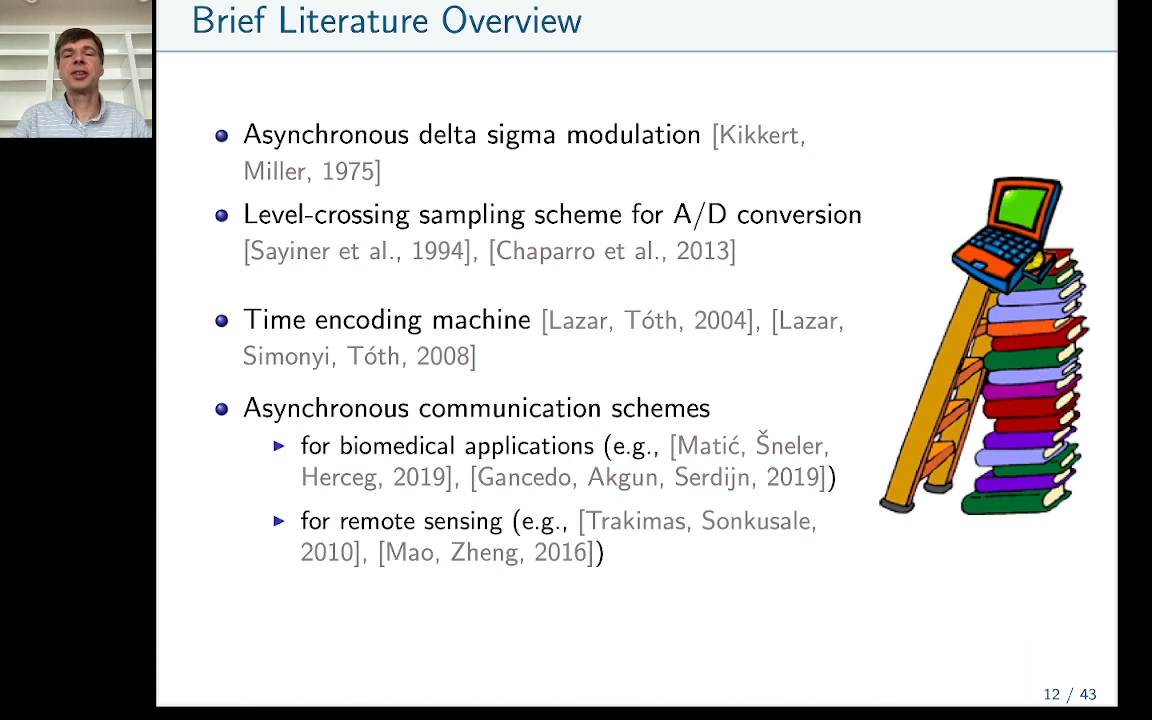 Brief Literature Overview
Asynchronous delta sigma modulation [Kikkert,
Miller, 1975]
Level-crossing sampling scheme for A/D conversion
[Sayiner et al., 1994], [Chaparro et al., 2013]
Time encoding machine [Lazar, Tóth, 2004], [Lazar,
Simonyi, Tóth, 2008]
Asynchronous communication schemes
for biomedical applications (e.g., [Matić, Šneler,
Herceg, 2019], [Gancedo, Akgun, Serdijn, 2019])
for remote sensing (e.g., [Trakimas, Sonkusale,
2010], [Mao, Zheng, 2016])
12 / 43